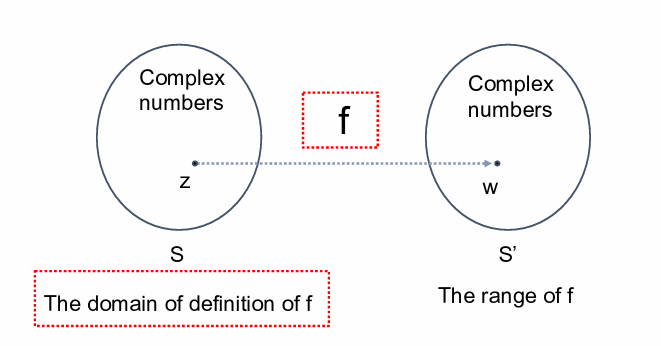 Complex
numbers
f
Complex
numbers
z
w
S
S’
The domain of definition of f
The range of f